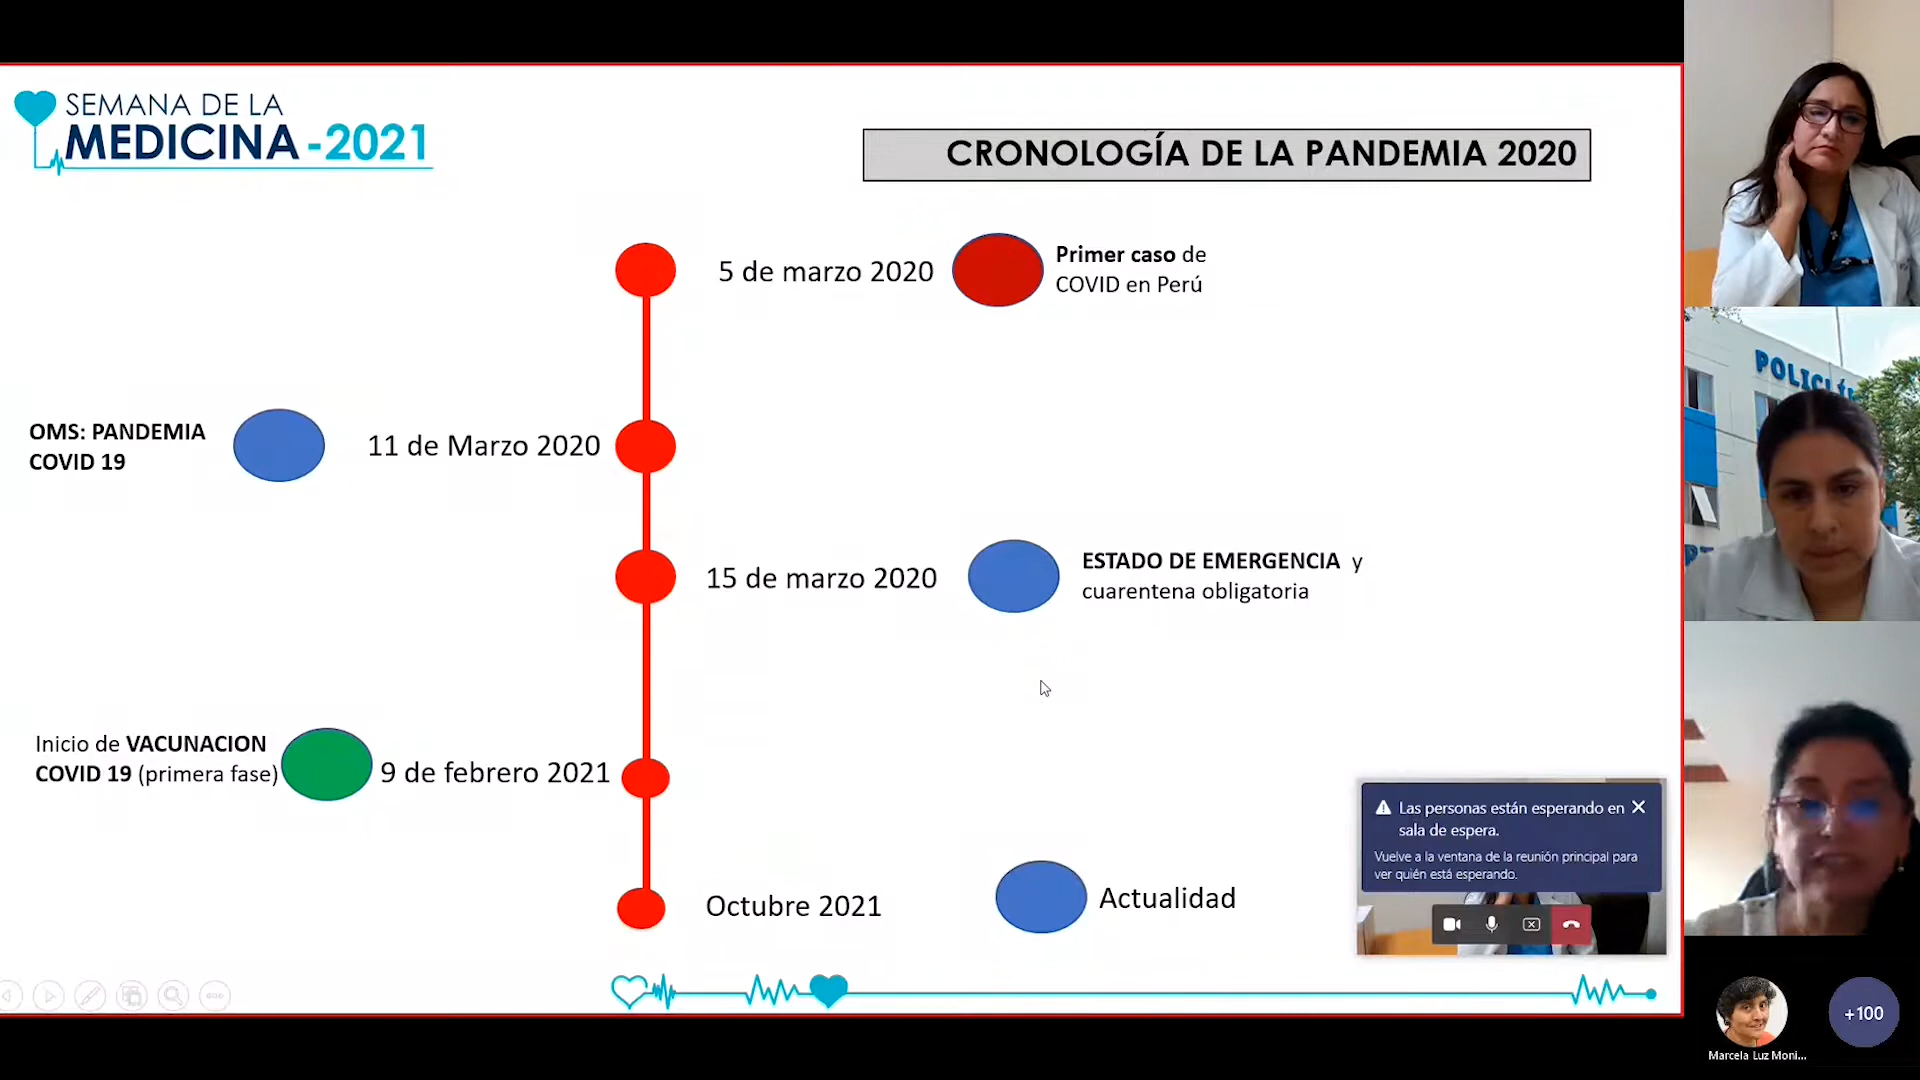 SEMANA DE LA
MEDICINA -2021
CRONOLOGÍA DE LA PANDEMIA 2020
5 de marzo 2020
Primer caso de
COVID en Perú
OMS: PANDEMIA
COVID 19
11 de Marzo 2020
15 de marzo 2020
ESTADO DE EMERGENCIA y
cuarentena obligatoria
Inicio de VACUNACION
COVID 19 (primera fase)
9 de febrero 2021
Octubre 2021
Actualidad
Las personas están esperando en
sala de espera.
Vuelve a la ventana de la reunión principal para
ver quién está esperando.
+100
Marcela Luz Moni...